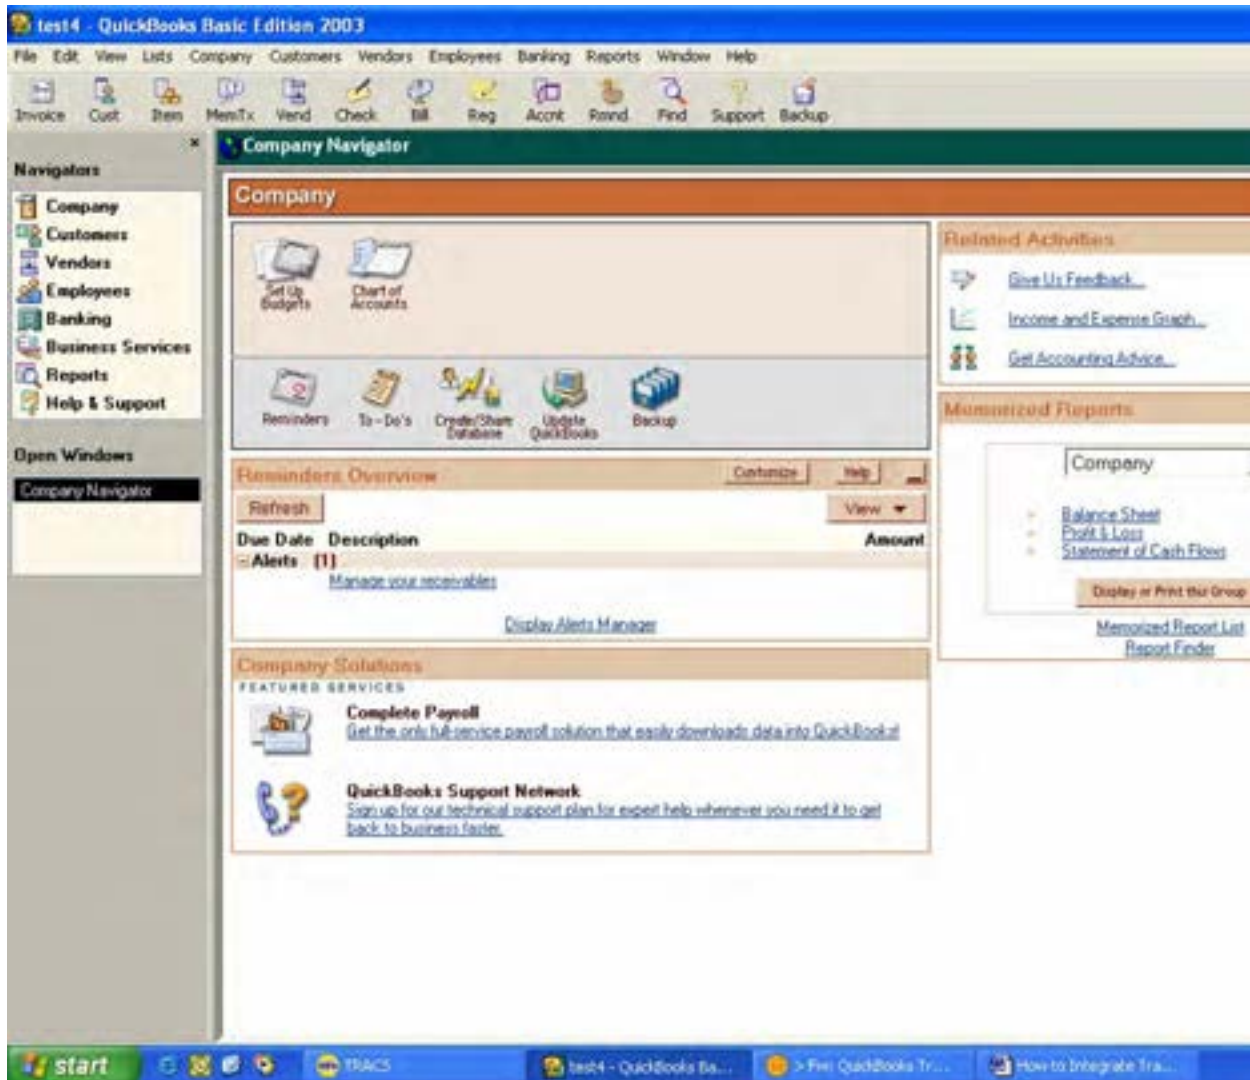 test4 - QuickBooks Basic Edition 2003
File Edit View Lists Company Customers Vendors Employees Banking Reports Window Help
Invoice Cust Item MemTx Vend Check Bill Reg Accnt Rmnd Find Support Backup
Company Navigator
Navigators
Company
Customers
Vendors
Employees
Banking
Business Services
Reports
Help & Support
Open Windows
Company Navigator
Company
Set Up
Budgets
Chart of
Accounts
Reminders
To-Do's
Create/Share
Database
Update
QuickBooks
Backup
Reminders Overview Customize Help
Refresh View
Due Date Description Amount
Alerts (1)
Manage your receivables
Display Alerts Manager
Company Solutions
FEATURED SERVICES
Complete Payroll
Get the only full-service payroll solution that easily downloads data into QuickBooks!
QuickBooks Support Network
Sign up for our technical support plan for expert help whenever you need it to get
back to business faster.
Related Activities
Give Us Feedback...
Income and Expense Graph...
Get Accounting Advice...
Memorized Reports
Company
Balance Sheet
Profit & Loss
Statement of Cash Flows
Display or Print this Group
Memorized Report List
Report Finder
start TRACS test4 - QuickBooks Ba... QuickBooks Tr... How to Integrate Tra...